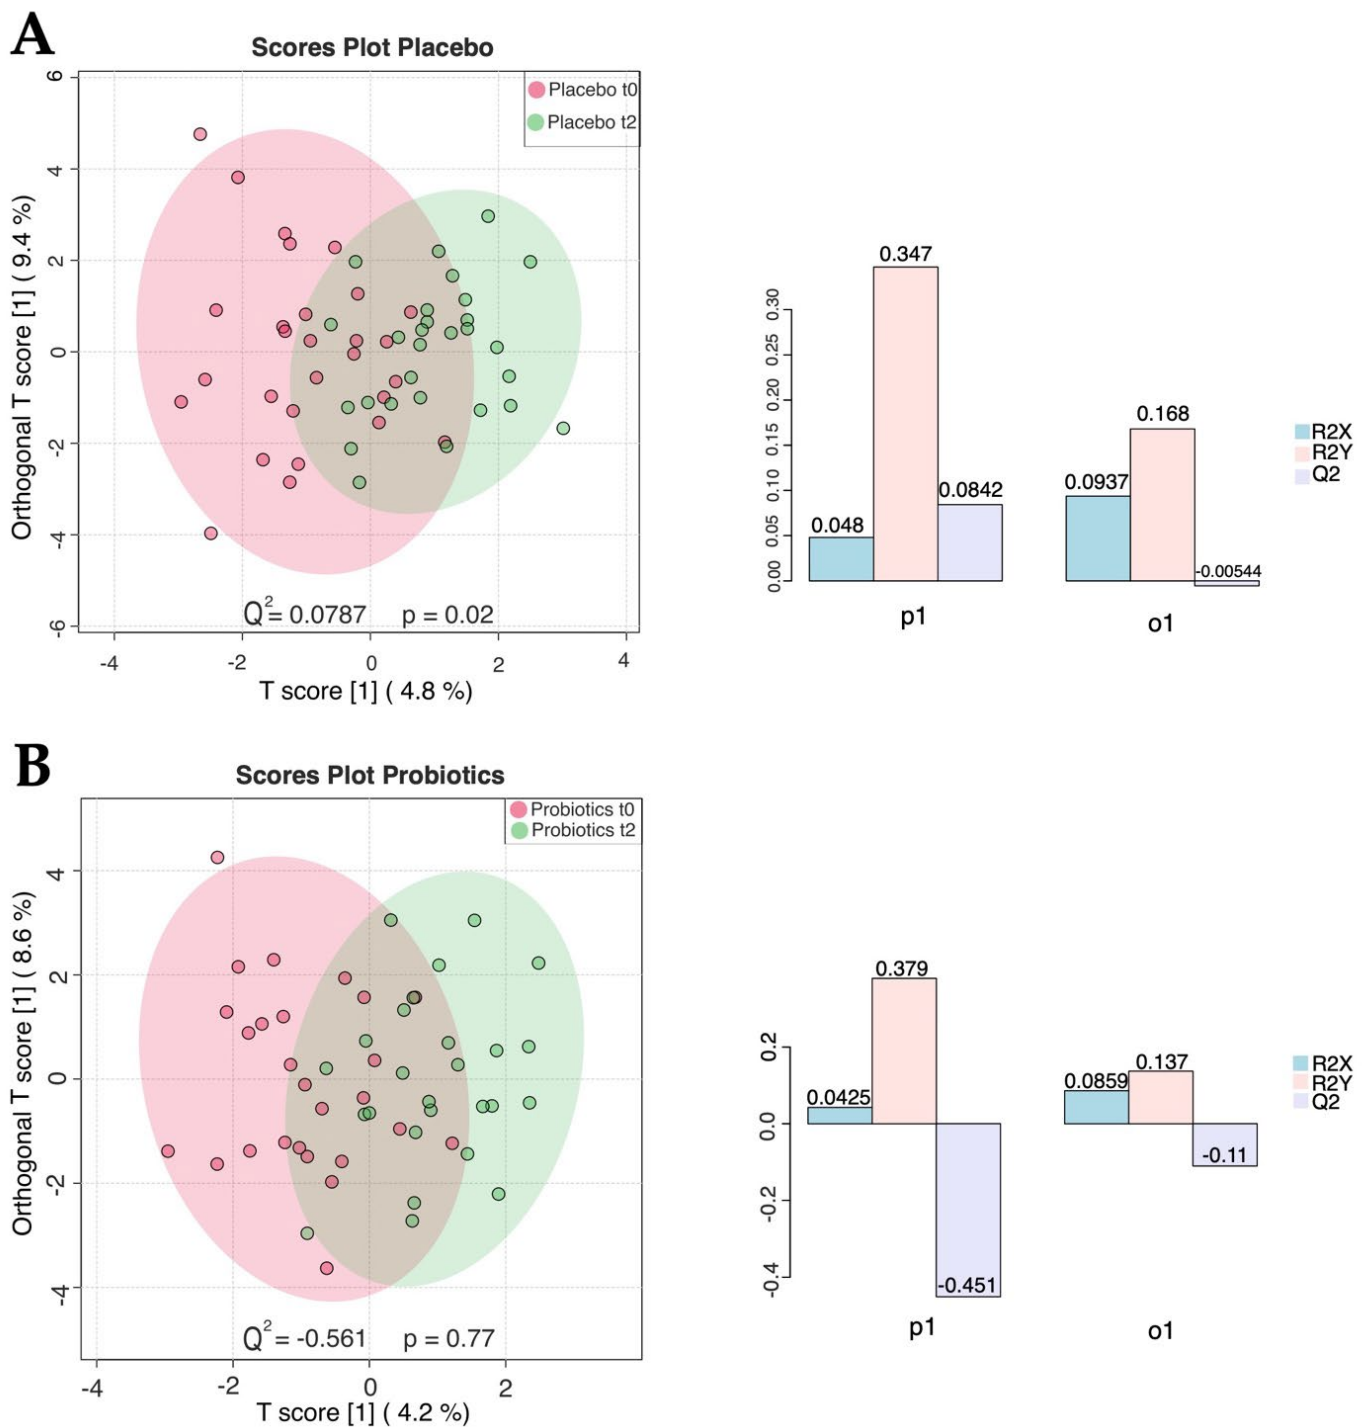 A
Scores Plot Placebo
Placebo t0
Placebo t2
Orthogonal T score [1] ( 9.4 %)
6
4
2
0
2
-4
-6
Q2= 0.0787 p = 0.02
-4 -2 0 2 4
T score [1] ( 4.8 %)
0.30
0.25
0.20
0.15
0.10
0.05
0.00
0.048
0.347
0.0842
0.0937
0.168
-0.00544
p1
o1
R2X
R2Y
Q2
B
Scores Plot Probiotics
Probiotics t0
Probiotics t2
Orthogonal T score [1] ( 8.6 %)
4
2
0
2
-4
Q2= -0.561 p = 0.77
-4 -2 0 2
T score [1] ( 4.2 %)
0.2
0.0
-0.2
-0.4
0.0425
0.379
-0.451
0.0859
0.137
-0.11
p1
o1
R2X
R2Y
Q2